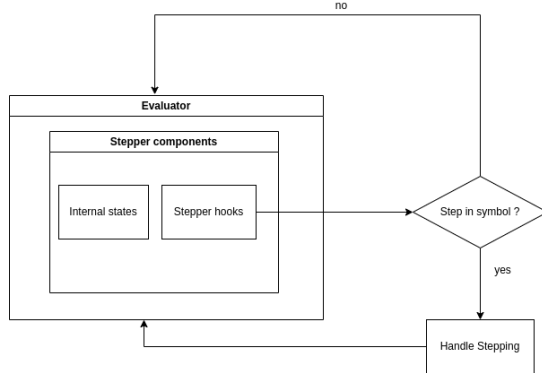 no
Evaluator
Stepper components
Internal states
Stepper hooks
Step in symbol ?
yes
Handle Stepping